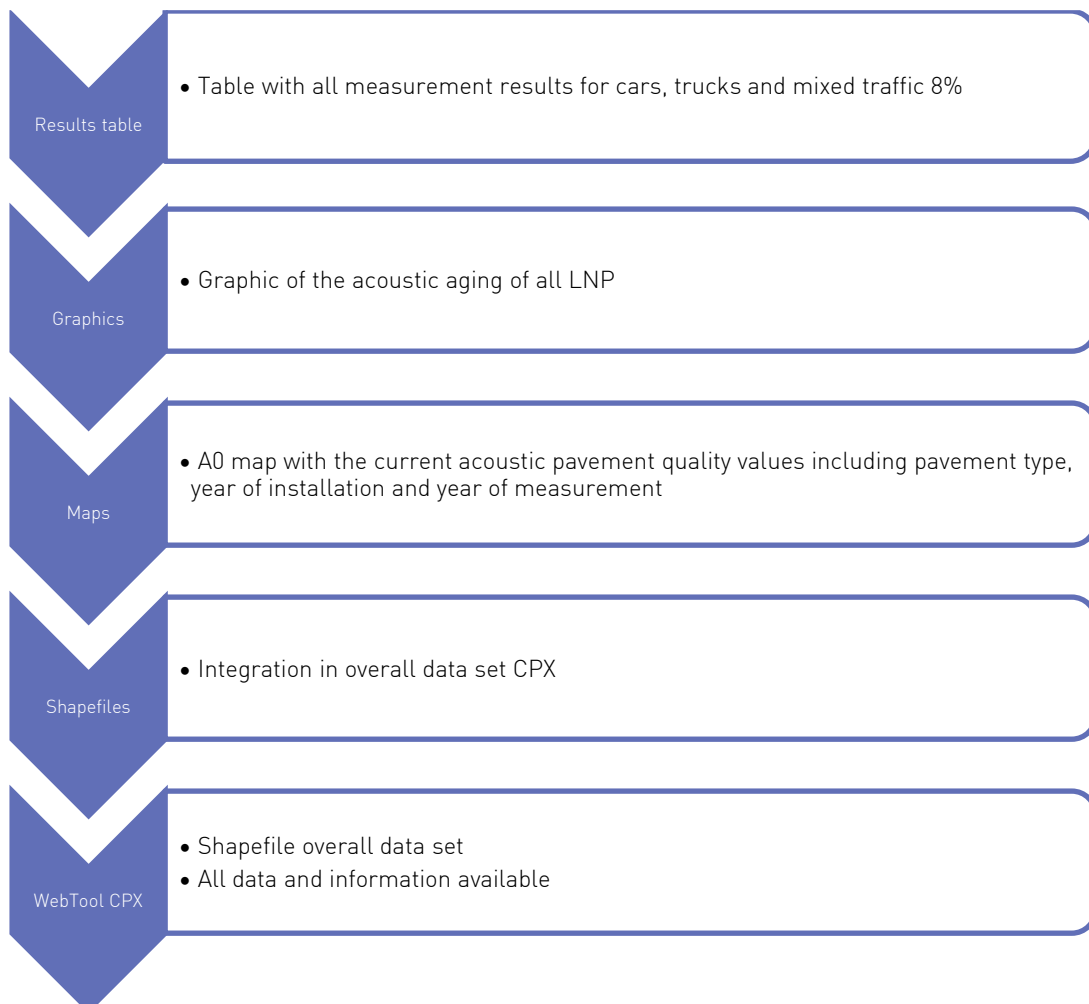 Results table
• Table with all measurement results for cars, trucks and mixed traffic 8%
Graphics
• Graphic of the acoustic aging of all LNP
Maps
• A0 map with the current acoustic pavement quality values including pavement type,
year of installation and year of measurement
Shapefiles
• Integration in overall data set CPX
WebTool CPX
• Shapefile overall data set
• All data and information available